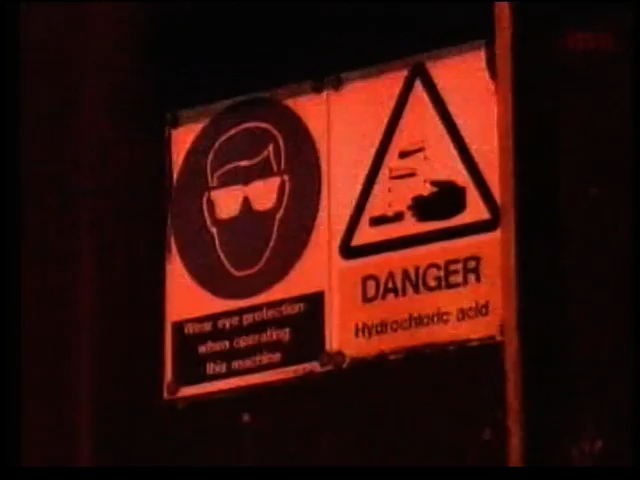 Wear eye protection
when operating
this machine
DANGER
Hydrochloric acid